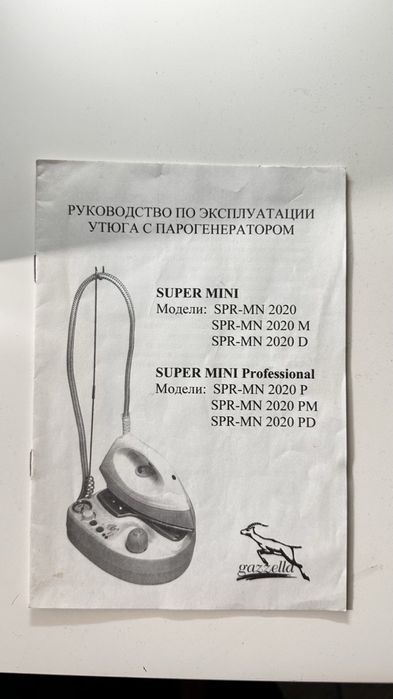 РУКОВОДСТВО ПО ЭКСПЛУАТАЦИИ
УТЮГА С ПАРОГЕНЕРАТОРОМ
SUPER MINI
Модели: SPR-MN 2020
SPR-MN 2020 M
SPR-MN 2020 D
SUPER MINI Professional
Модели: SPR-MN 2020 P
SPR-MN 2020 PM
SPR-MN 2020 PD
gazzella